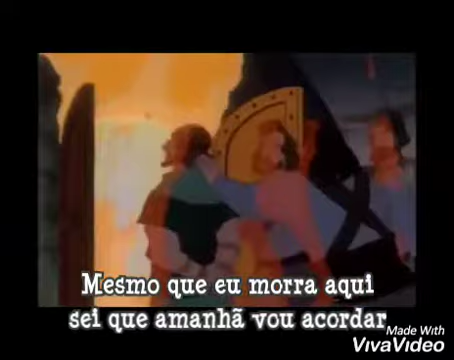 Mesmo que eu morra aqui
sei que amanhã vou acordar
Made With
VivaVideo